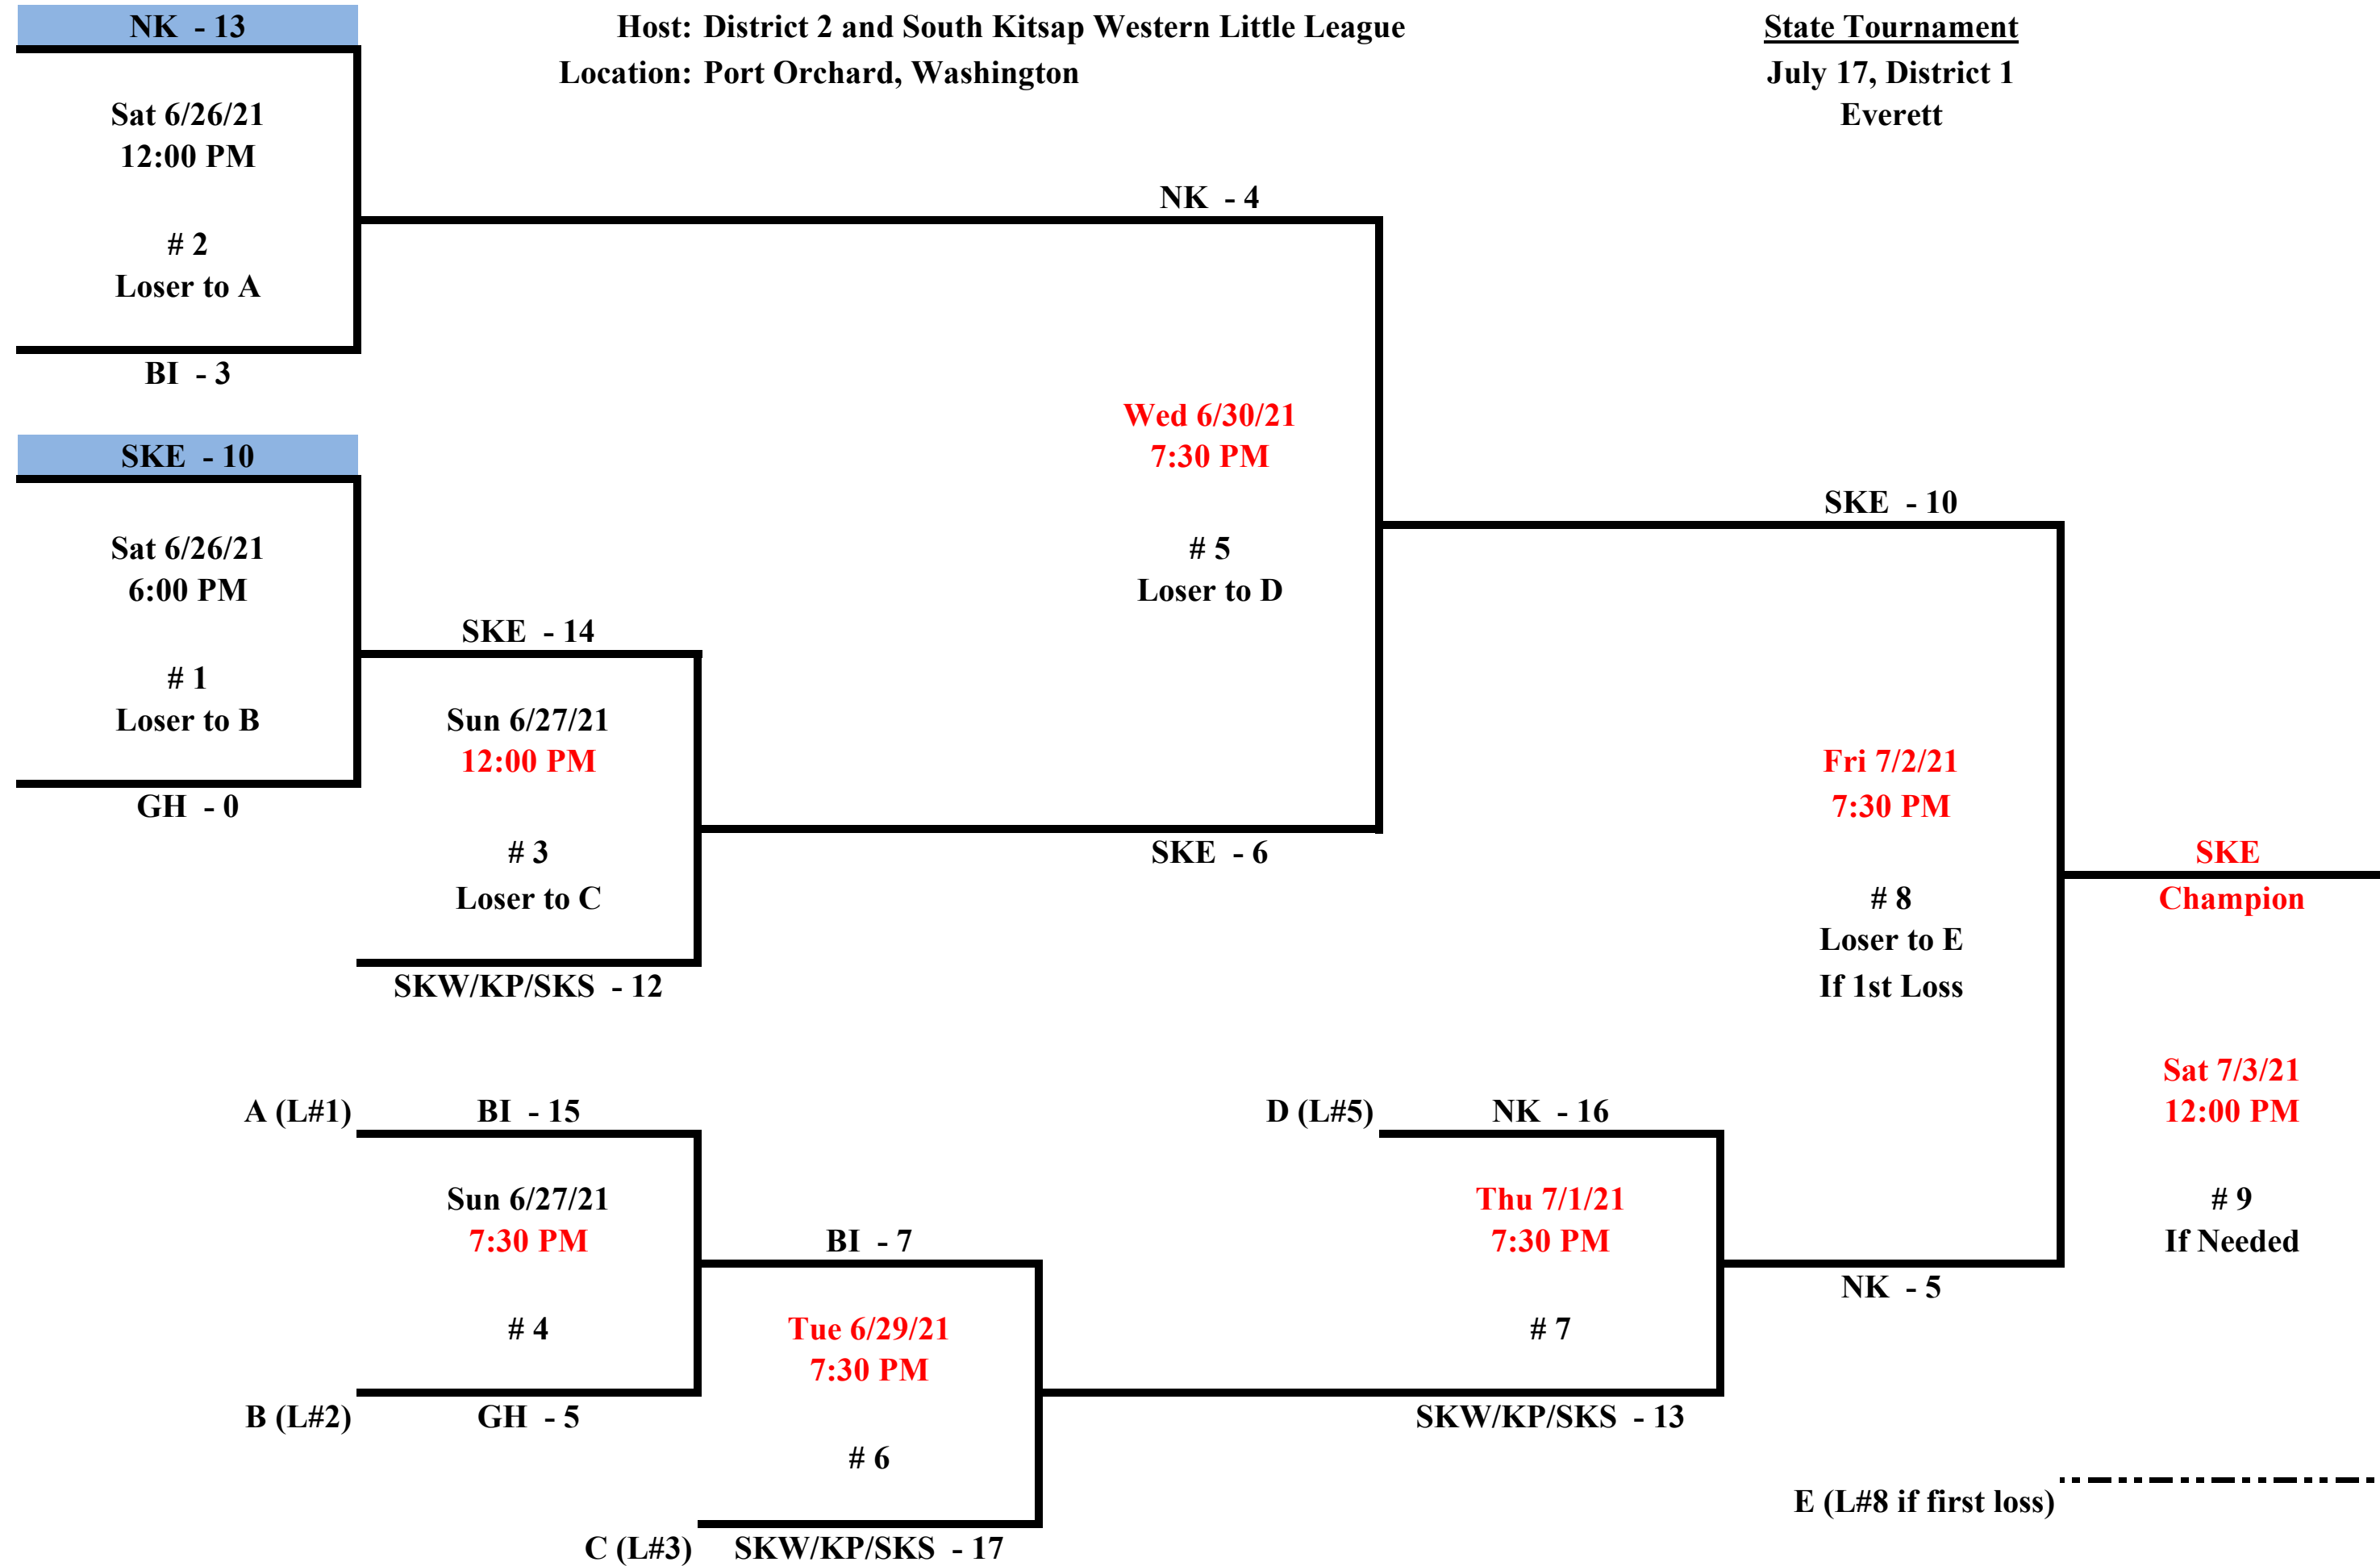 NK - 13
Host: District 2 and South Kitsap Western Little League
State Tournament
Location: Port Orchard, Washington
July 17, District 1
Everett
Sat 6/26/21
12:00 PM
# 2
Loser to A
BI - 3
NK - 4
SKE - 10
Sat 6/26/21
6:00 PM
# 1
Loser to B
GH - 0
SKE - 14
Sun 6/27/21
12:00 PM
# 3
Loser to C
SKW/KP/SKS - 12
Wed 6/30/21
7:30 PM
# 5
Loser to D
SKE - 6
SKE - 10
Fri 7/2/21
7:30 PM
# 8
Loser to E
If 1st Loss
SKE
Champion
A (L#1) BI - 15
Sun 6/27/21
7:30 PM
# 4
B (L#2) GH - 5
BI - 7
Tue 6/29/21
7:30 PM
# 6
C (L#3) SKW/KP/SKS - 17
D (L#5) NK - 16
Thu 7/1/21
7:30 PM
# 7
SKW/KP/SKS - 13
NK - 5
Sat 7/3/21
12:00 PM
# 9
If Needed
E (L#8 if first loss)